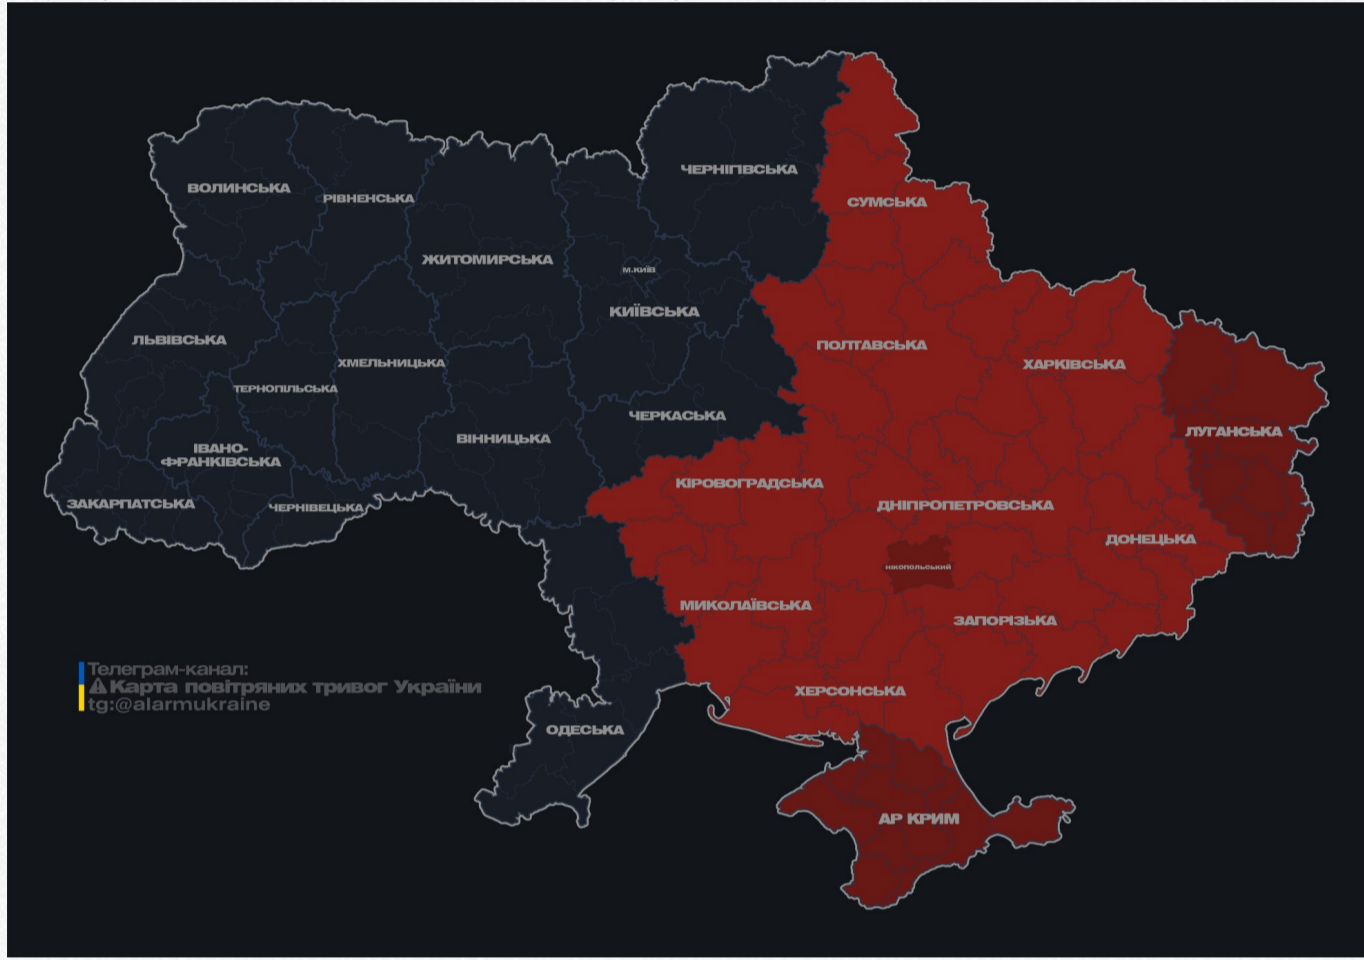 ЧЕРНІГІВСЬКА
ВОЛИНСЬКА
РІВНЕНСЬКА
СУМСЬКА
ЖИТОМИРСЬКА
М.КИЇВ
КИЇВСЬКА
ЛЬВІВСЬКА
ПОЛТАВСЬКА
ХМЕЛЬНИЦЬКА
ХАРКІВСЬКА
ТЕРНОПІЛЬСЬКА
ЧЕРКАСЬКА
ЛУГАНСЬКА
ВІННИЦЬКА
ІВАНО-
ФРАНКІВСЬКА
КІРОВОГРАДСЬКА
ЗАКАРПАТСЬКА
ЧЕРНІВЕЦЬКА
ДНІПРОПЕТРОВСЬКА
ДОНЕЦЬКА
НІКОПОЛЬСЬКИЙ
МИКОЛАЇВСЬКА
ЗАПОРІЗЬКА
Телеграм-канал:
⚠Карта повітряних тривог України
tg:@alarmukraine
ХЕРСОНСЬКА
ОДЕСЬКА
АР КРИМ